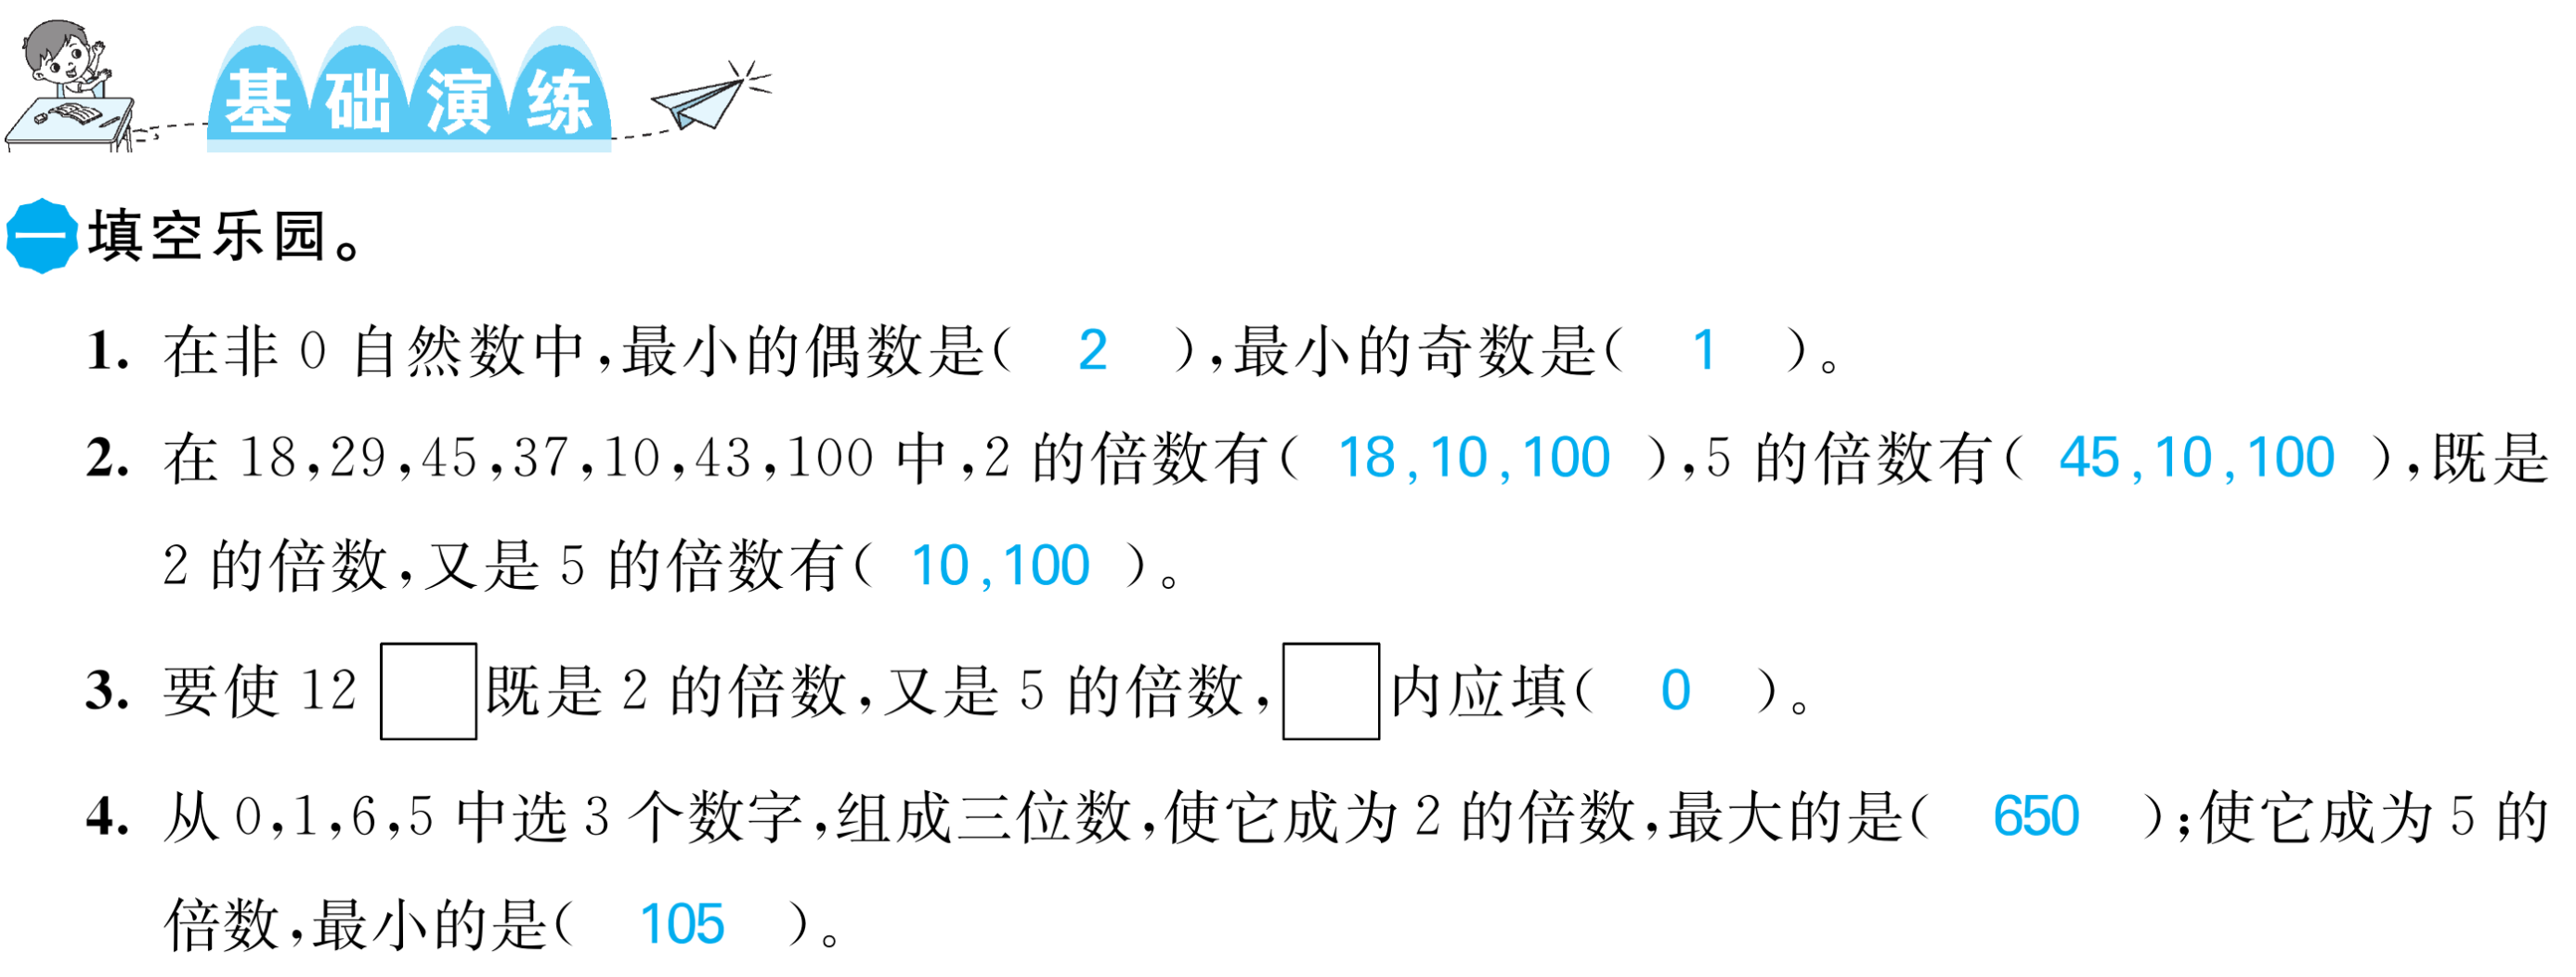 基础演练
一 填空乐园。
1. 在非 0 自然数中,最小的偶数是( 2 ),最小的奇数是( 1 )。
2. 在 18,29,45,37,10,43,100 中,2 的倍数有( 18,10,100 ),5 的倍数有( 45,10,100 ),既是
2 的倍数,又是 5 的倍数有( 10,100 )。
3. 要使 12□既是 2 的倍数,又是 5 的倍数,□内应填( 0 )。
4. 从 0,1,6,5 中选 3 个数字,组成三位数,使它成为 2 的倍数,最大的是( 650 );使它成为 5 的
倍数,最小的是( 105 )。